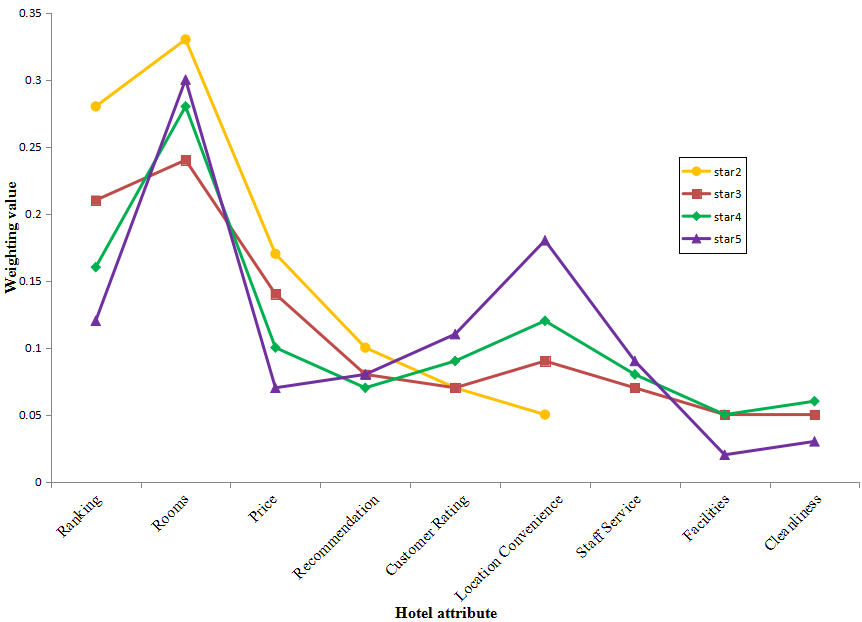 0.35
0.3
0.25
0.2
0.15
0.1
0.05
0
Weighting value
star2
star3
star4
star5
Ranking
Rooms
Price
Recommendation
Customer Rating
Location Convenience
Staff Service
Facilities
Cleanliness
Hotel attribute